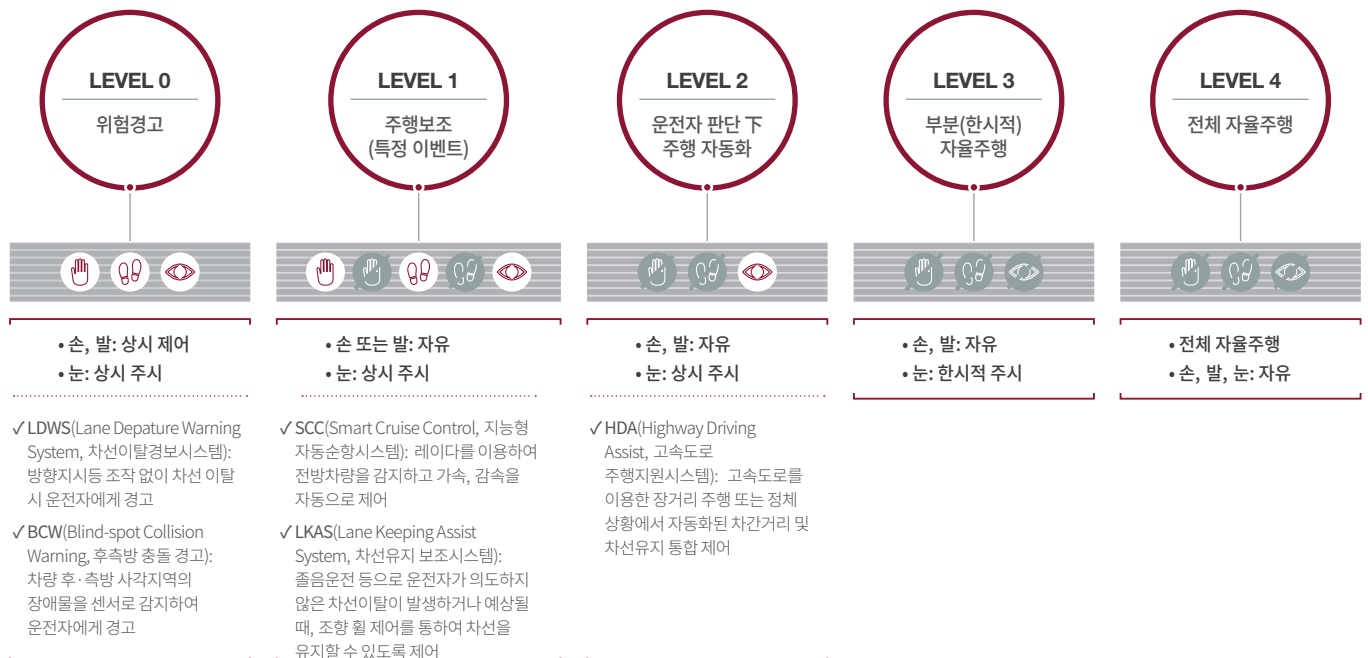 LEVEL 0
위험경고
• 손, 발: 상시 제어
• 눈: 상시 주시
✓ LDWS(Lane Depature Warning
System, 차선이탈경보시스템):
방향지시등 조작 없이 차선 이탈
시 운전자에게 경고
✓ BCW(Blind-spot Collision
Warning, 후측방 충돌 경고):
차량 후·측방 사각지역의
장애물을 센서로 감지하여
운전자에게 경고
LEVEL 1
주행보조
(특정 이벤트)
• 손 또는 발: 자유
• 눈: 상시 주시
✓ SCC(Smart Cruise Control, 지능형
자동순항시스템): 레이다를 이용하여
전방차량을 감지하고 가속, 감속을
자동으로 제어
✓ LKAS(Lane Keeping Assist
System, 차선유지 보조시스템):
졸음운전 등으로 운전자가 의도하지
않은 차선이탈이 발생하거나 예상될
때, 조향 휠 제어를 통하여 차선을
유지할 수 있도록 제어
LEVEL 2
운전자 판단 下
주행 자동화
• 손, 발: 자유
• 눈: 상시 주시
✓ HDA(Highway Driving
Assist, 고속도로
주행지원시스템): 고속도로를
이용한 장거리 주행 또는 정체
상황에서 자동화된 차간거리 및
차선유지 통합 제어
LEVEL 3
부분(한시적)
자율주행
• 손, 발: 자유
• 눈: 한시적 주시
LEVEL 4
전체 자율주행
• 전체 자율주행
• 손, 발, 눈: 자유